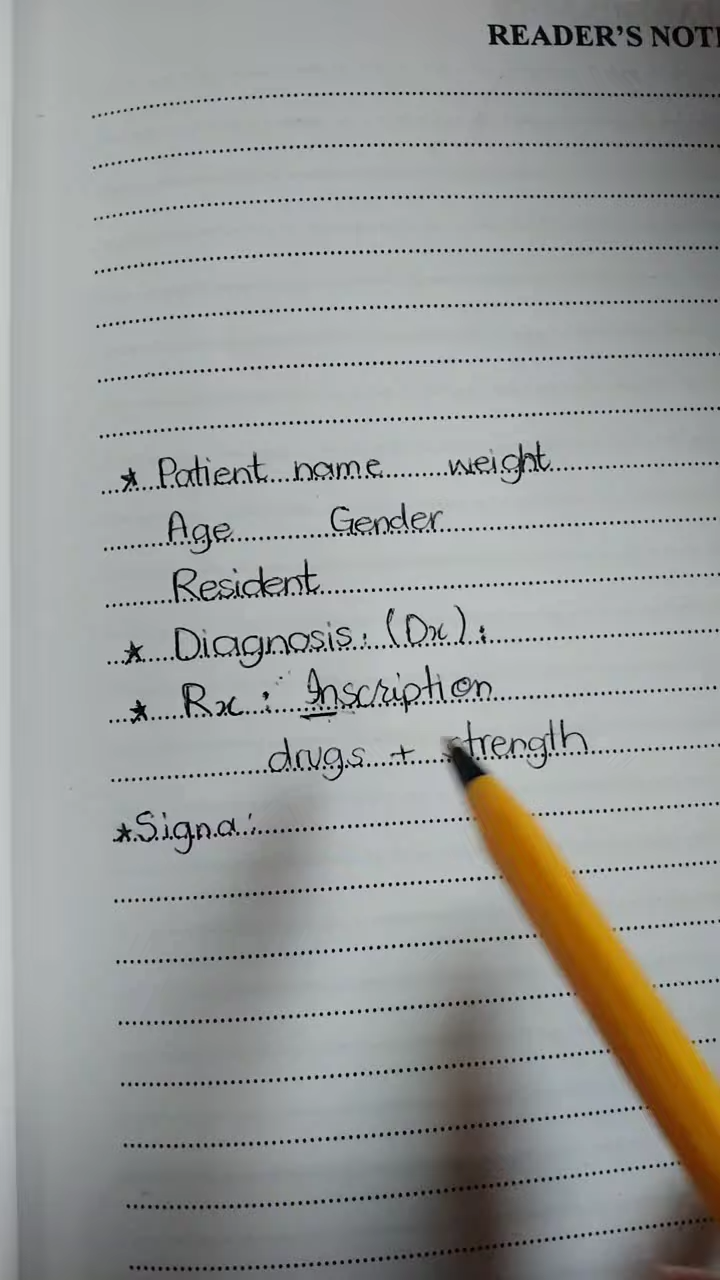 READER'S NOT
* Patient name weight
Age Gender
Resident
* Diagnosis: (Dx):
* Rx: Inscription
drugs + strength
* Signa: